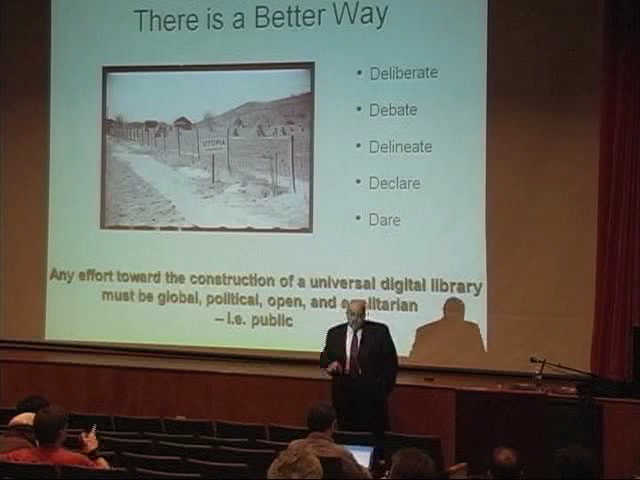 There is a Better Way
• Deliberate
• Debate
• Delineate
• Declare
• Dare
UTOPIA
Any effort toward the construction of a universal digital library
must be global, political, open, and egalitarian
– i.e. public